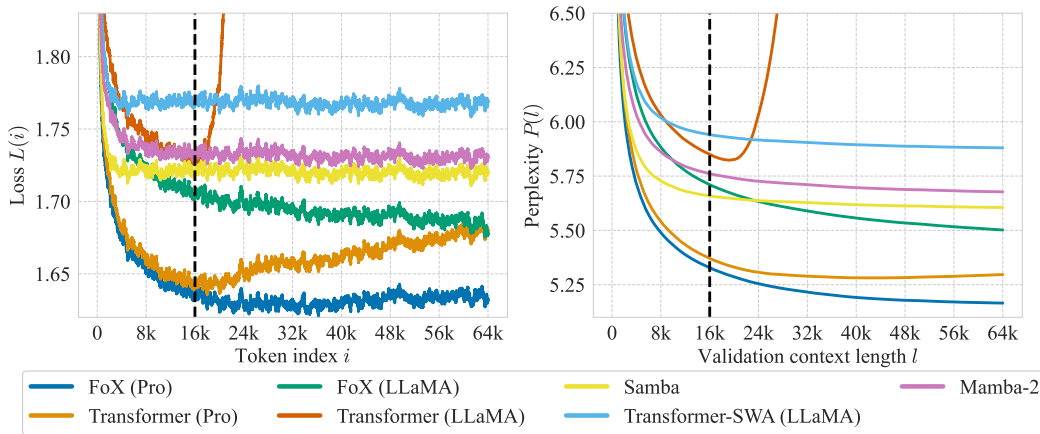 1.80
1.75
1.70
1.65
Loss L(i)
0 8k 16k 24k 32k 40k 48k 56k 64k
Token index i
6.50
6.25
6.00
5.75
5.50
5.25
Perplexity P(l)
0 8k 16k 24k 32k 40k 48k 56k 64k
Validation context length l
FoX (Pro) FoX (LLaMA) Samba Mamba-2
Transformer (Pro) Transformer (LLaMA) Transformer-SWA (LLaMA)